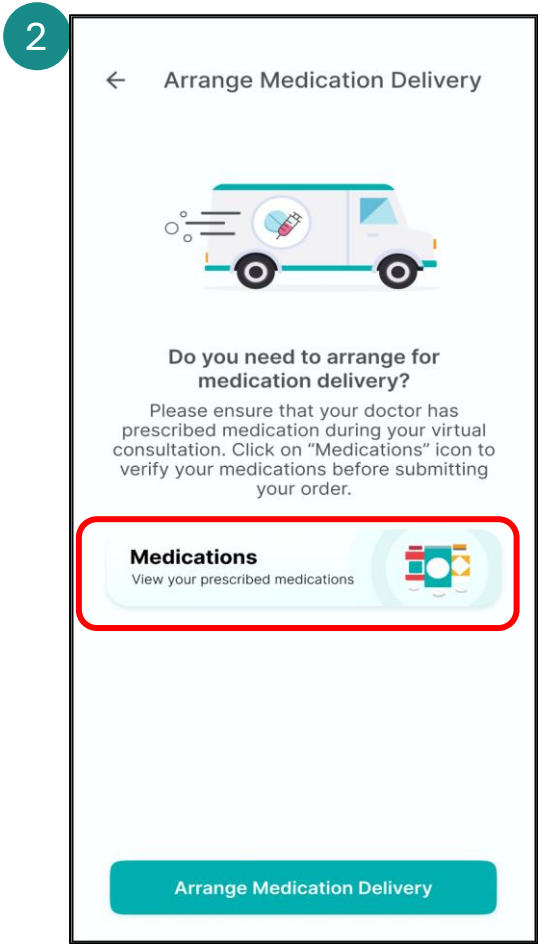 2
Arrange Medication Delivery
Do you need to arrange for
medication delivery?
Please ensure that your doctor has
prescribed medication during your virtual
consultation. Click on “Medications” icon to
verify your medications before submitting
your order.
Medications
View your prescribed medications
Arrange Medication Delivery